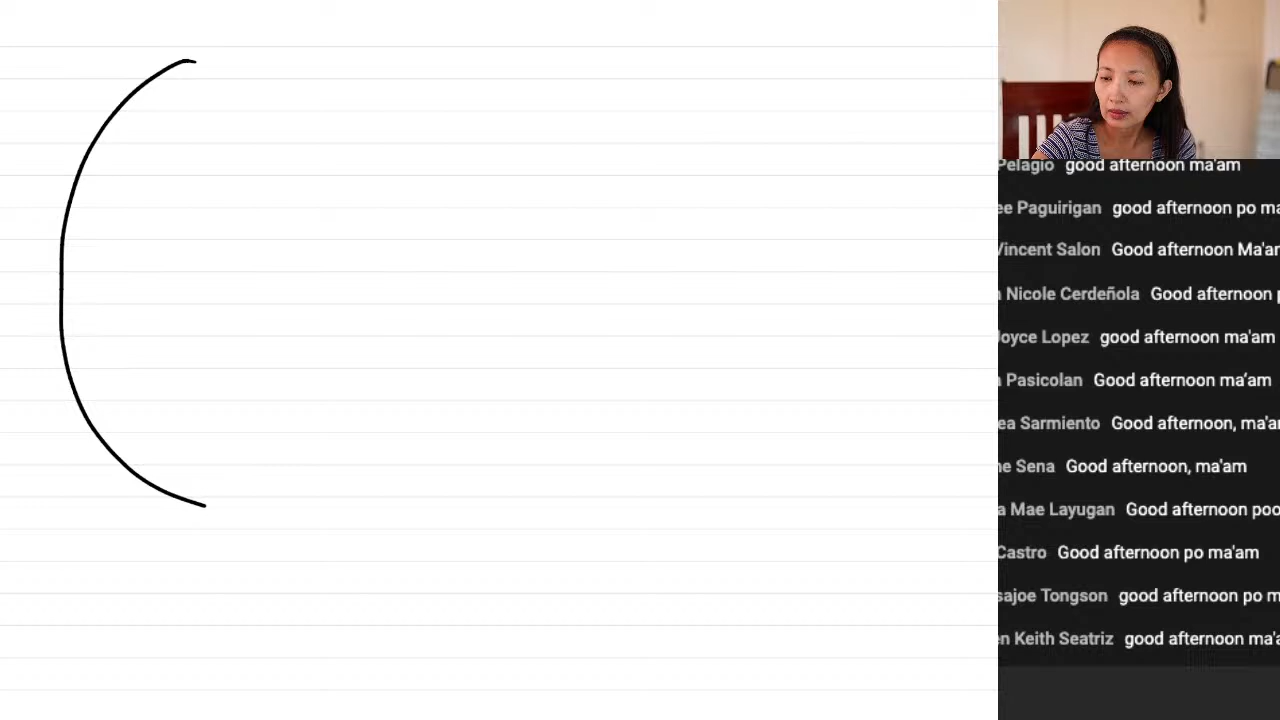 Pelagio good afternoon ma'am
ee Paguirigan good afternoon po ma
Vincent Salon Good afternoon Ma'am
Nicole Cerdeñola Good afternoon p
Joyce Lopez good afternoon ma'am
Pasicolan Good afternoon ma'am
ea Sarmiento Good afternoon, ma'am
ne Sena Good afternoon, ma'am
a Mae Layugan Good afternoon poo
Castro Good afternoon po ma'am
sajoe Tongson good afternoon po m
en Keith Seatriz good afternoon ma'a